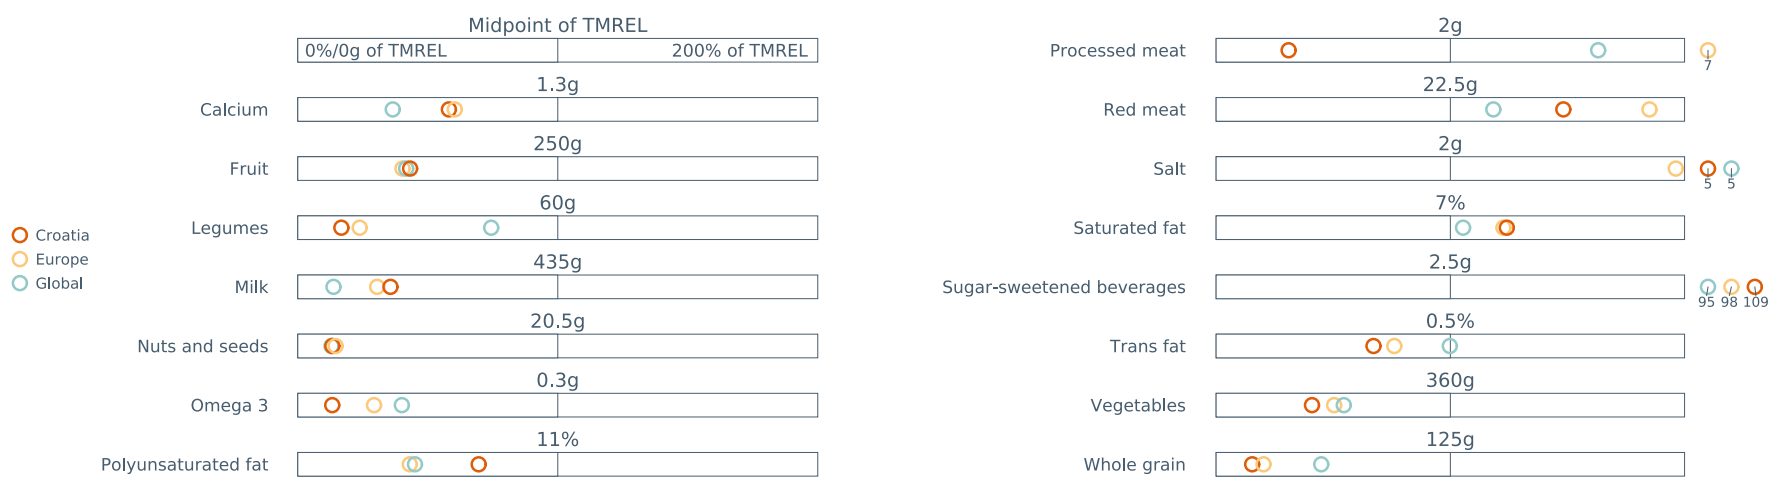 Midpoint of TMREL
0%/0g of TMREL 200% of TMREL
1.3g
Calcium
250g
Fruit
60g
Legumes
435g
Milk
20.5g
Nuts and seeds
0.3g
Omega 3
11%
Polyunsaturated fat
Croatia
Europe
Global
2g
Processed meat
7
22.5g
Red meat
2g
Salt
5 5
7%
Saturated fat
2.5g
Sugar-sweetened beverages
95 98 109
0.5%
Trans fat
360g
Vegetables
125g
Whole grain